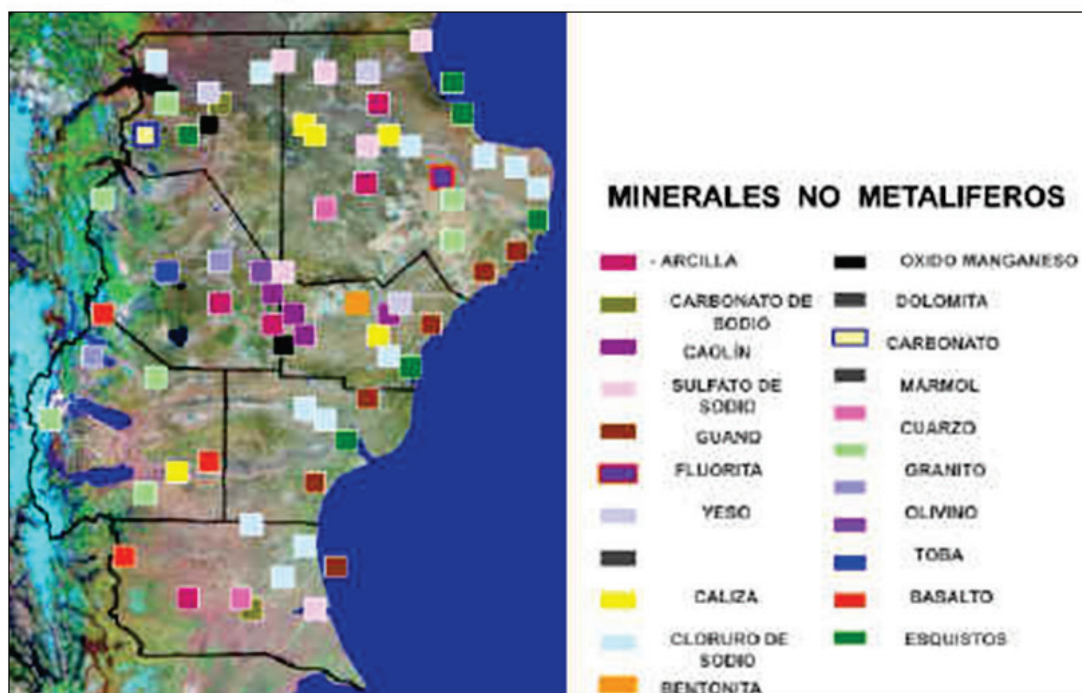 MINERALES NO METALIFEROS
- ARCILLA
CARBONATO DE
SODIO
CAOLÍN
SULFATO DE
SODIO
GUANO
FLUORITA
YESO
CALIZA
CLORURO DE
SODIO
BENTONITA
OXIDO MANGANESO
DOLOMITA
CARBONATO
MARMOL
CUARZO
GRANITO
OLIVINO
TOBA
BASALTO
ESQUISTOS